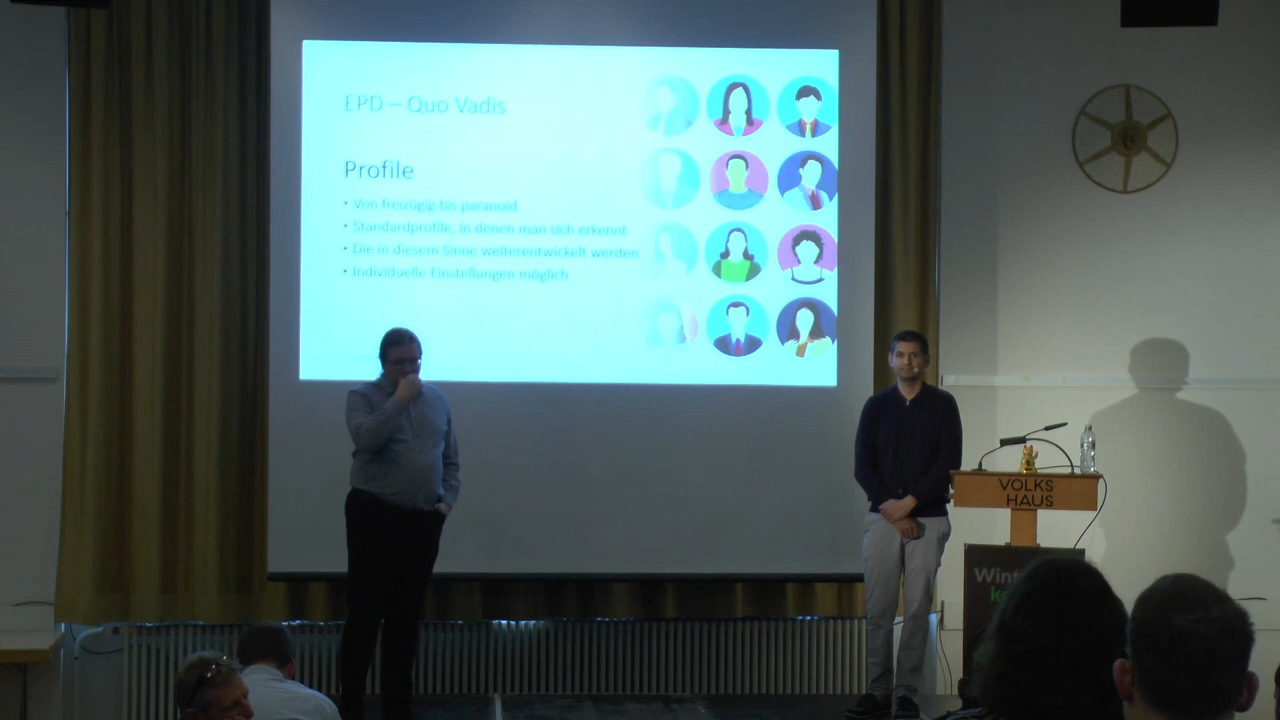 EPD – Quo Vadis
Profile
• Von freizügig bis paranoid
• Standardprofile, in denen man sich erkennt
• Die in diesem Sinne weiterentwickelt werden
• Individuelle Einstellungen möglich
VOLKS
HAUS